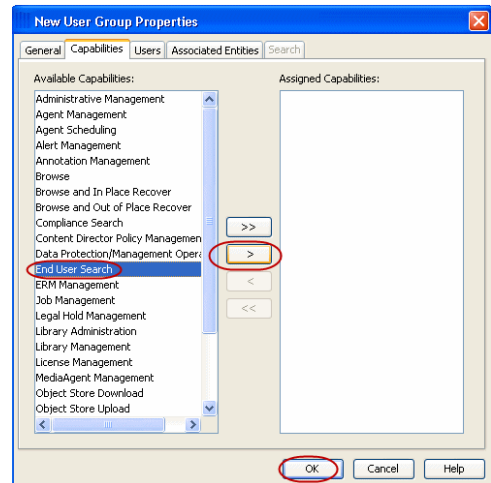 New User Group Properties
General Capabilities Users Associated Entities Search
Available Capabilities: Assigned Capabilities:
Administrative Management
Agent Management
Agent Scheduling
Alert Management
Annotation Management
Browse
Browse and In Place Recover
Browse and Out of Place Recover
Compliance Search
Content Director Policy Managemen
Data Protection/Management Opera
End User Search
ERM Management
Job Management
Legal Hold Management
Library Administration
Library Management
License Management
MediaAgent Management
Object Store Download
Object Store Upload
>>
>
<
<<
OK Cancel Help